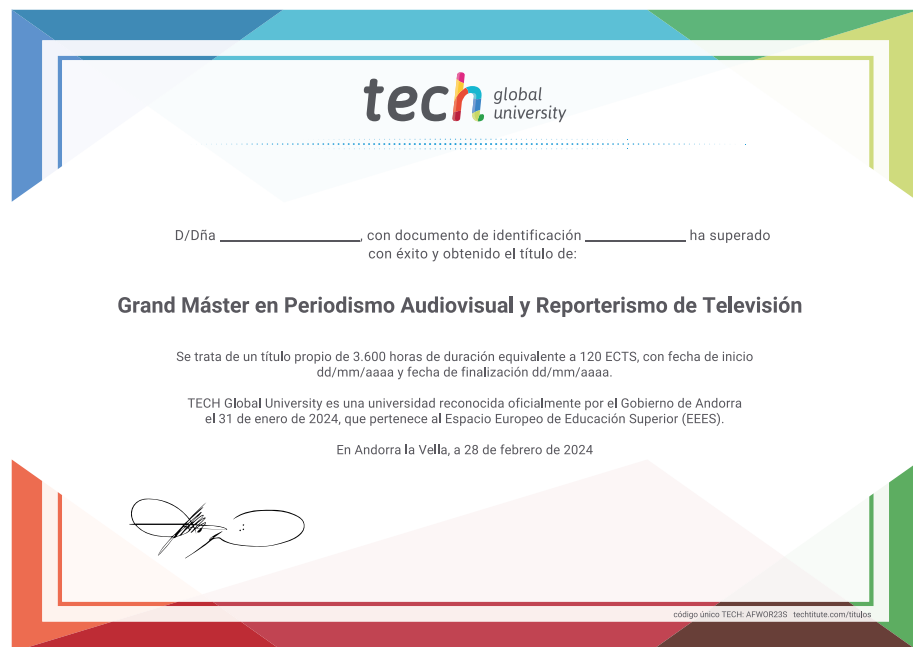 tech global university
D/Dña ______________, con documento de identificación __________ ha superado
con éxito y obtenido el título de:
Grand Máster en Periodismo Audiovisual y Reporterismo de Televisión
Se trata de un título propio de 3.600 horas de duración equivalente a 120 ECTS, con fecha de inicio
dd/mm/aaaa y fecha de finalización dd/mm/aaaa.
TECH Global University es una universidad reconocida oficialmente por el Gobierno de Andorra
el 31 de enero de 2024, que pertenece al Espacio Europeo de Educación Superior (EEES).
En Andorra la Vella, a 28 de febrero de 2024
código único TECH: AFWOR23S techtitute.com/titulos